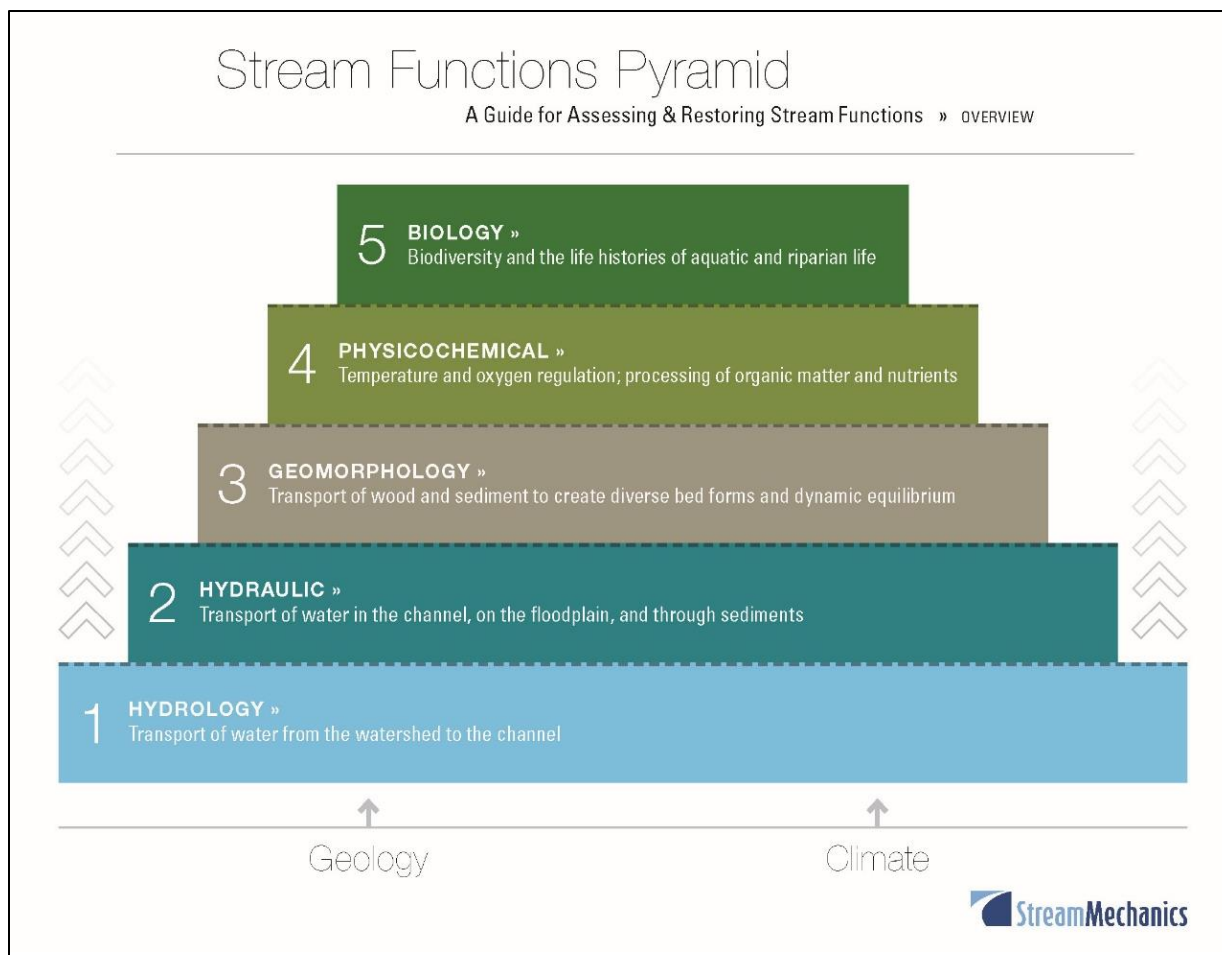 Stream Functions Pyramid
A Guide for Assessing & Restoring Stream Functions » OVERVIEW
5
BIOLOGY »
Biodiversity and the life histories of aquatic and riparian life
4
PHYSICOCHEMICAL »
Temperature and oxygen regulation; processing of organic matter and nutrients
3
GEOMORPHOLOGY »
Transport of wood and sediment to create diverse bed forms and dynamic equilibrium
2
HYDRAULIC »
Transport of water in the channel, on the floodplain, and through sediments
1
HYDROLOGY »
Transport of water from the watershed to the channel
Geology
Climate
StreamMechanics